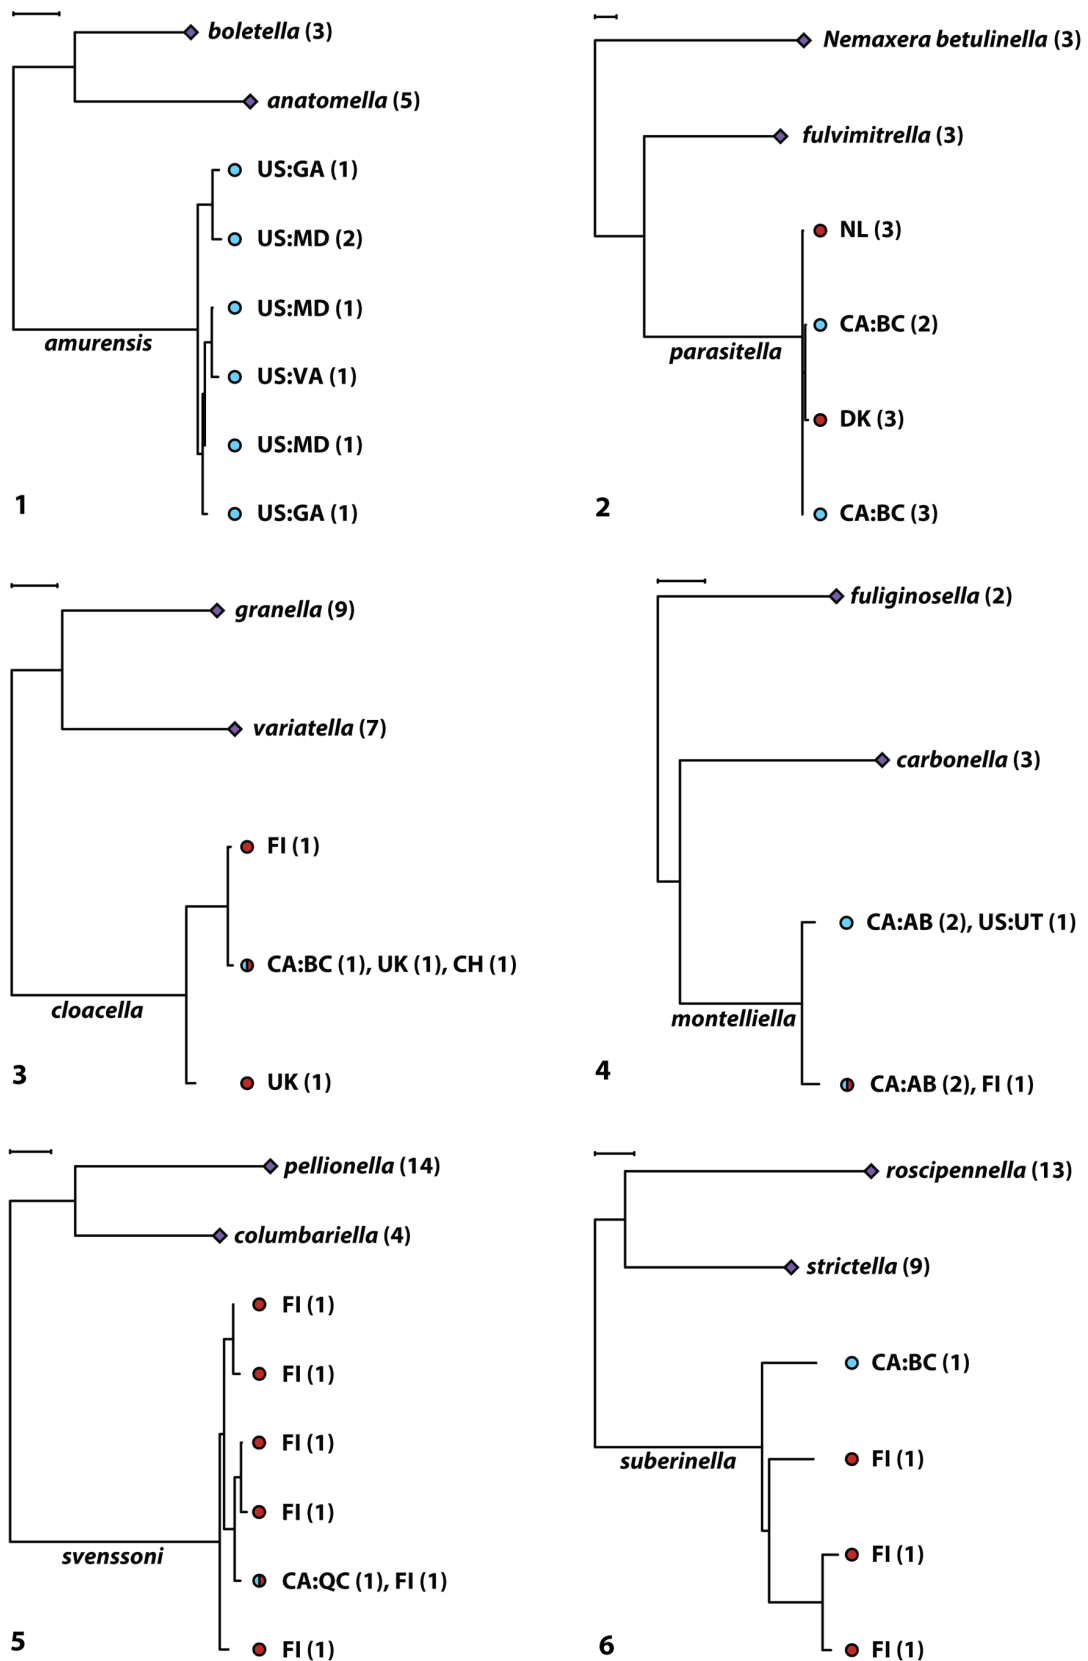 boletella (3)
anatomella (5)
US:GA (1)
US:MD (2)
US:MD (1)
amurensis
US:VA (1)
US:MD (1)
US:GA (1)
1
Nemaxera betulinella (3)
fulvimitrella (3)
NL (3)
CA:BC (2)
parasitella
DK (3)
CA:BC (3)
2
granella (9)
variatella (7)
FI (1)
CA:BC (1), UK (1), CH (1)
cloacella
UK (1)
3
fuliginosella (2)
carbonella (3)
CA:AB (2), US:UT (1)
montelliella
CA:AB (2), FI (1)
4
pellionella (14)
columbariella (4)
FI (1)
FI (1)
FI (1)
FI (1)
svenssoni
CA:QC (1), FI (1)
FI (1)
5
roscipennella (13)
strictella (9)
CA:BC (1)
suberinella
FI (1)
FI (1)
FI (1)
6